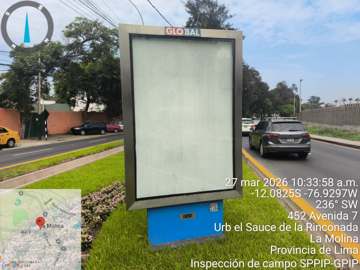 GLOBAL
27 mar 2026 10:33:58 a.m.
-12.0825S -76.9297W
236° SW
452 Avenida 7
Urb el Sauce de la Rinconada
La Molina
Provincia de Lima
Inspección de campo SPPIP-GPIP
a Molina